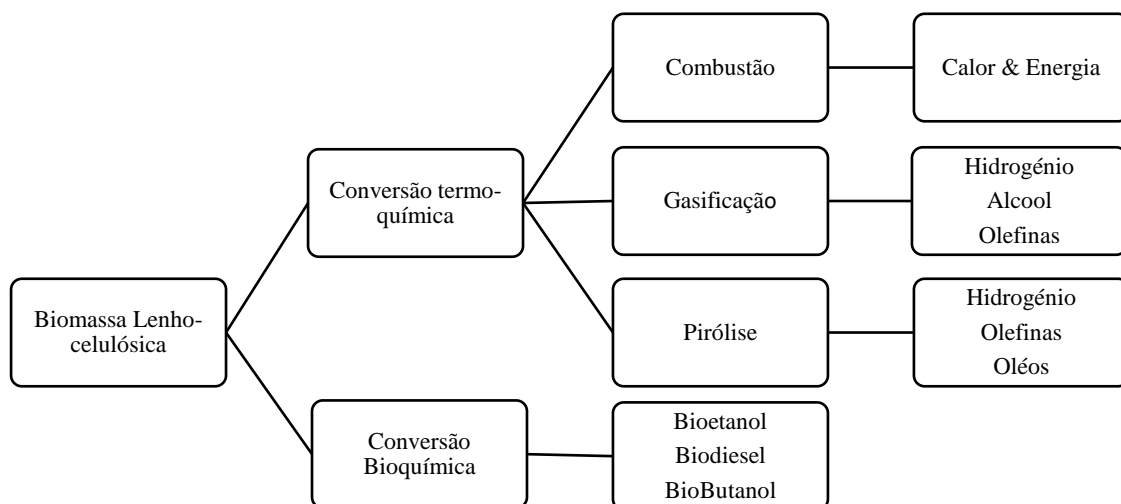 Combustão
Calor & Energia
Conversão termo-
química
Gasificação
Hidrogénio
Alcool
Olefinas
Biomassa Lenho-
celulósica
Pirólise
Hidrogénio
Olefinas
Oléos
Conversão
Bioquímica
Bioetanol
Biodiesel
BioButanol